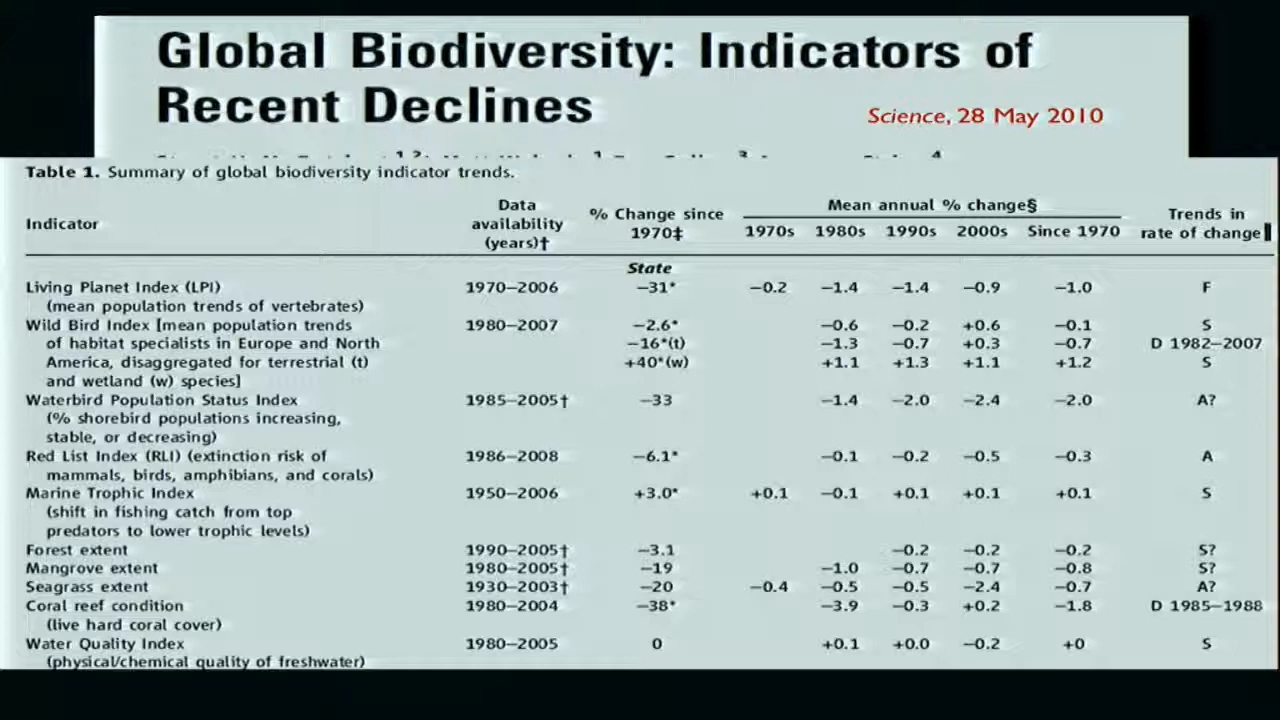 Global Biodiversity: Indicators of
Recent Declines
Science, 28 May 2010
Table 1. Summary of global biodiversity indicator trends.
Indicator Data availability (years)† % Change since 1970‡ Mean annual % change§ Trends in rate of change
1970s 1980s 1990s 2000s Since 1970
State
Living Planet Index (LPI) 1970–2006 –31* –0.2 –1.4 –1.4 –0.9 –1.0 F
(mean population trends of vertebrates)
Wild Bird Index [mean population trends 1980–2007 –2.6* –0.6 –0.2 +0.6 –0.1 S
of habitat specialists in Europe and North –16*(t) –1.3 –0.7 +0.3 –0.7 D 1982–2007
America, disaggregated for terrestrial (t) +40*(w) +1.1 +1.3 +1.1 +1.2 S
and wetland (w) species]
Waterbird Population Status Index 1985–2005† –33 –1.4 –2.0 –2.4 –2.0 A?
(% shorebird populations increasing,
stable, or decreasing)
Red List Index (RLI) (extinction risk of 1986–2008 –6.1* –0.1 –0.2 –0.5 –0.3 A
mammals, birds, amphibians, and corals)
Marine Trophic Index 1950–2006 +3.0* +0.1 –0.1 +0.1 +0.1 +0.1 S
(shift in fishing catch from top
predators to lower trophic levels)
Forest extent 1990–2005† –3.1 –0.2 –0.2 –0.2 S?
Mangrove extent 1980–2005† –19 –1.0 –0.7 –0.7 –0.8 S?
Seagrass extent 1930–2003† –20 –0.4 –0.5 –0.5 –2.4 –0.7 A?
Coral reef condition 1980–2004 –38* –3.9 –0.3 +0.2 –1.8 D 1985–1988
(live hard coral cover)
Water Quality Index 1980–2005 0 +0.1 +0.0 –0.2 +0 S
(physical/chemical quality of freshwater)